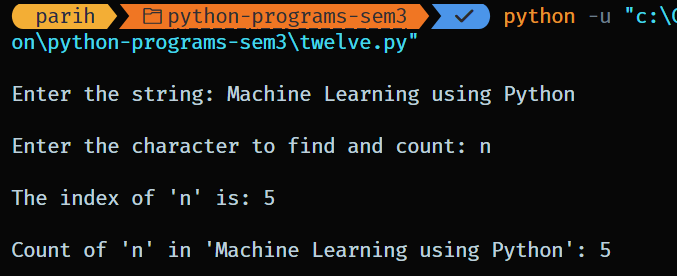 parih python-programs-sem3 ✓ python -u "c:\
on\python-programs-sem3\twelve.py"
Enter the string: Machine Learning using Python
Enter the character to find and count: n
The index of 'n' is: 5
Count of 'n' in 'Machine Learning using Python': 5